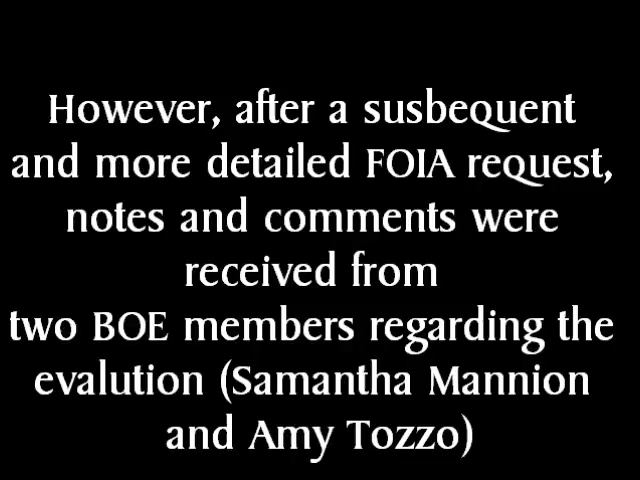 However, after a susbequent
and more detailed FOIA request,
notes and comments were
received from
two BOE members regarding the
evalution (Samantha Mannion
and Amy Tozzo)